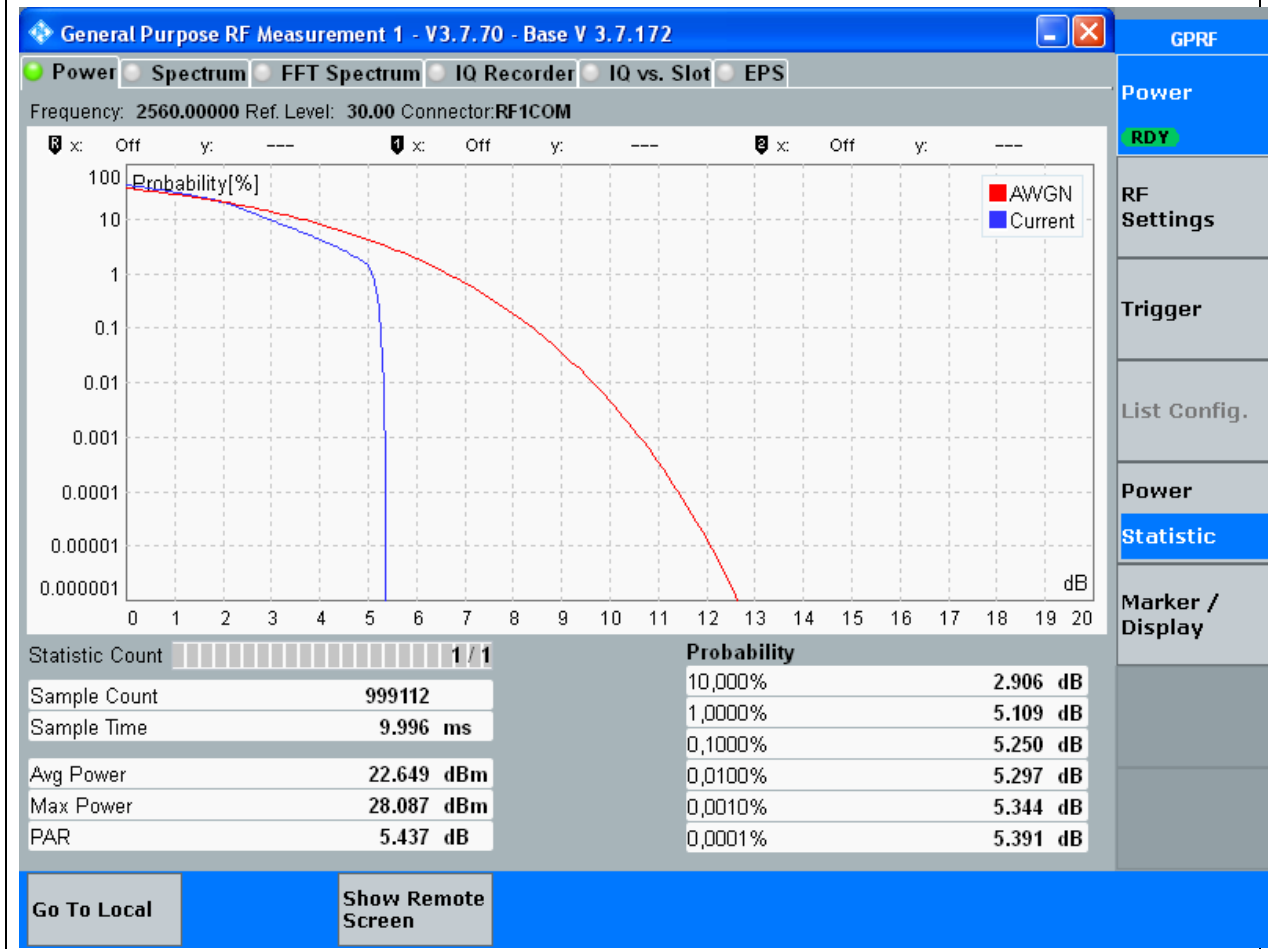 General Purpose RF Measurement 1 - V3.7.70 - Base V 3.7.172
GPRF
Power Spectrum FFT Spectrum IQ Recorder IQ vs. Slot EPS
Frequency: 2560.00000 Ref. Level: 30.00 Connector:RF1COM
R x: Off y: --- 1 x: Off y: --- 2 x: Off y: ---
Probability[%]
AWGN
Current
100
10
1
0.1
0.01
0.001
0.0001
0.00001
0.000001
dB
0 1 2 3 4 5 6 7 8 9 10 11 12 13 14 15 16 17 18 19 20
Statistic Count 1 / 1
Sample Count 999112
Sample Time 9.996 ms
Avg Power 22.649 dBm
Max Power 28.087 dBm
PAR 5.437 dB
Probability
10,000% 2.906 dB
1,0000% 5.109 dB
0,1000% 5.250 dB
0,0100% 5.297 dB
0,0010% 5.344 dB
0,0001% 5.391 dB
Power
RDY
RF
Settings
Trigger
List Config.
Power
Statistic
Marker /
Display
Go To Local
Show Remote
Screen